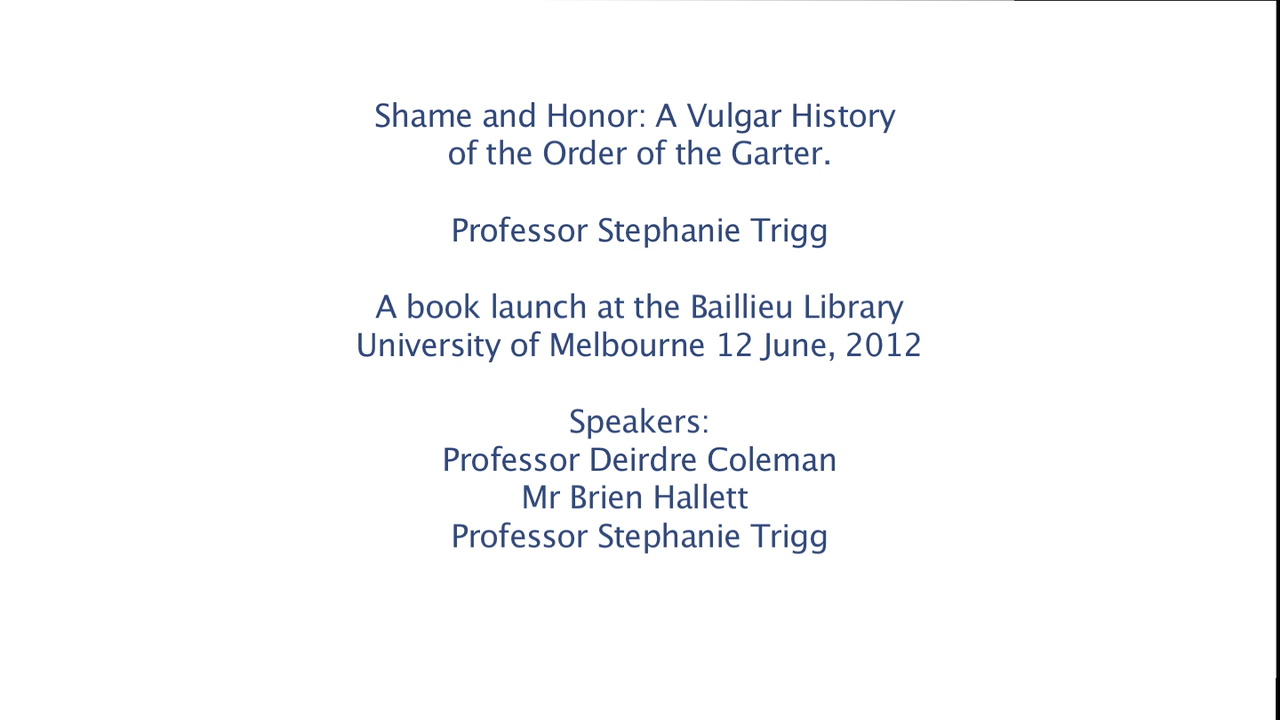 Shame and Honor: A Vulgar History
of the Order of the Garter.
Professor Stephanie Trigg
A book launch at the Baillieu Library
University of Melbourne 12 June, 2012
Speakers:
Professor Deirdre Coleman
Mr Brien Hallett
Professor Stephanie Trigg